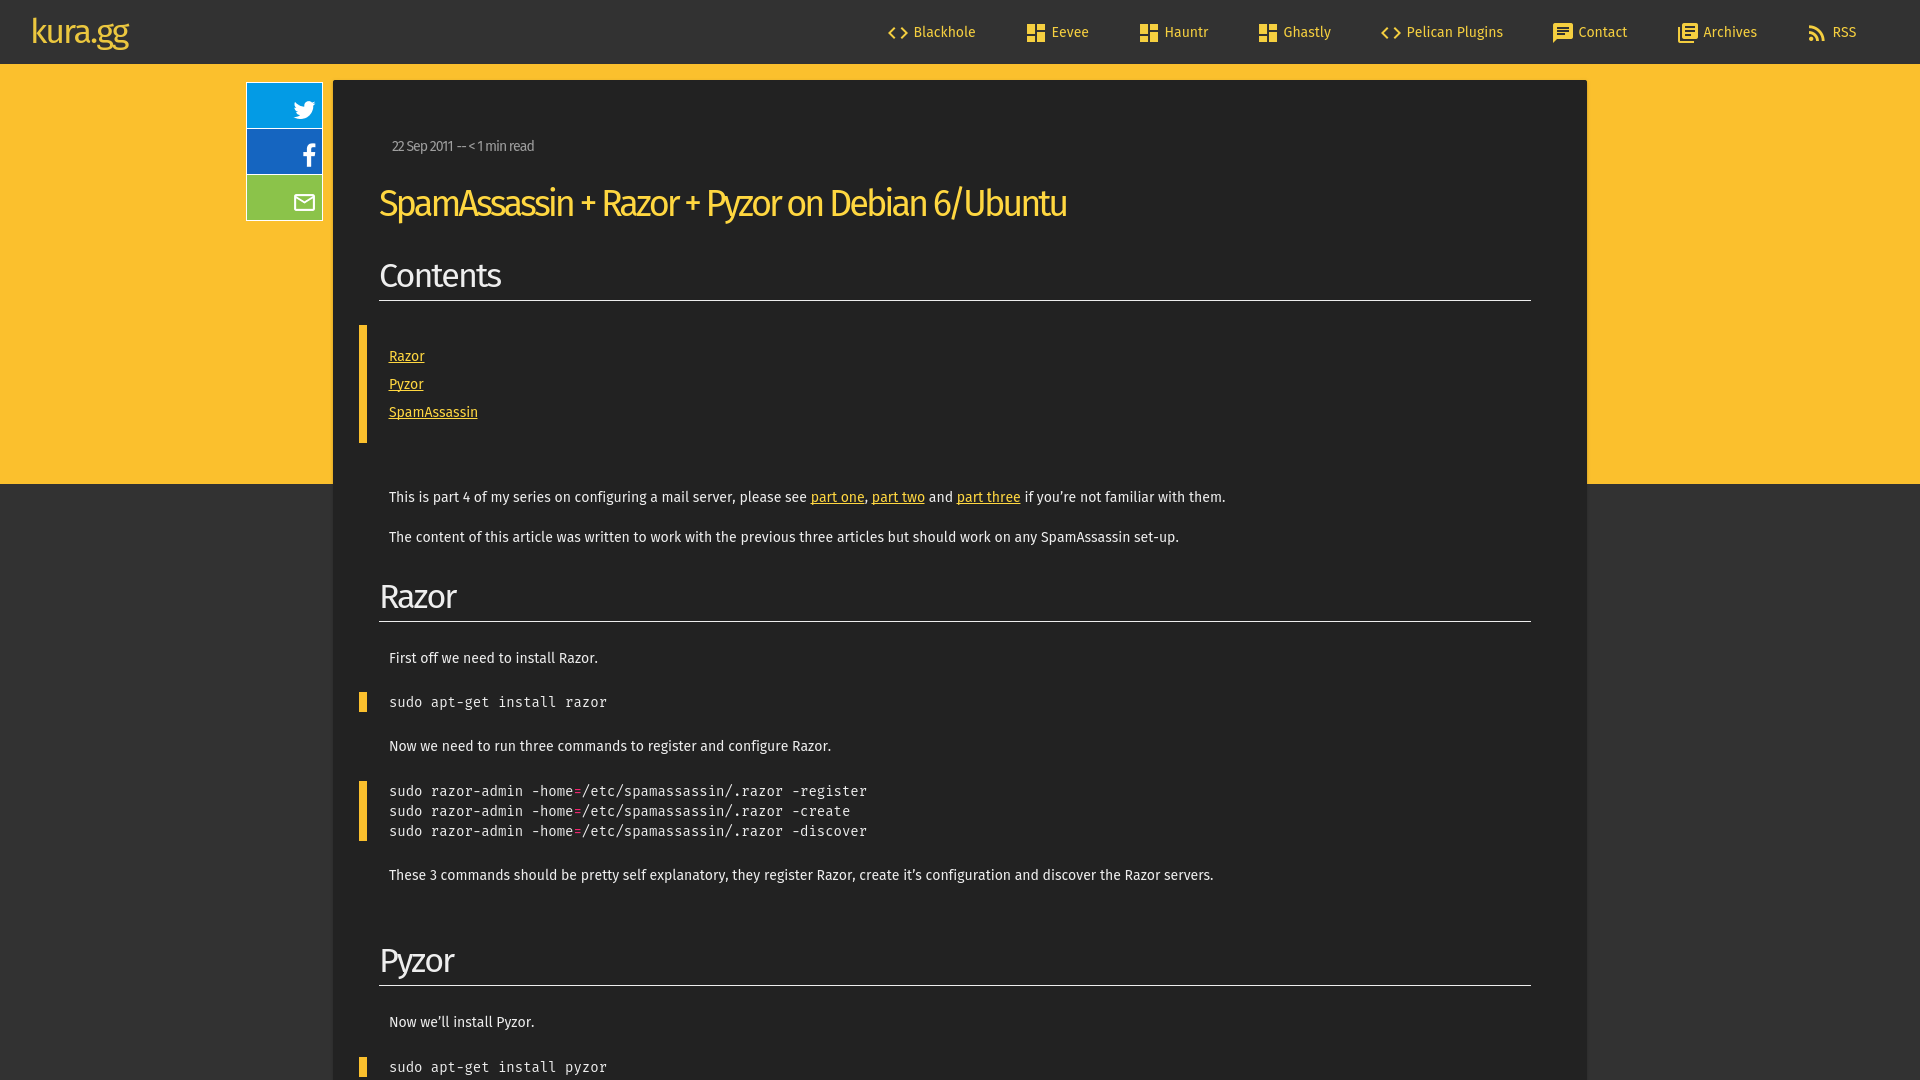 kura.gg
Blackhole
Eevee
Hauntr
Ghastly
Pelican Plugins
Contact
Archives
RSS
22 Sep 2011 -- < 1 min read
SpamAssassin + Razor + Pyzor on Debian 6/Ubuntu
Contents
Razor
Pyzor
SpamAssassin
This is part 4 of my series on configuring a mail server, please see part one, part two and part three if you’re not familiar with them.
The content of this article was written to work with the previous three articles but should work on any SpamAssassin set-up.
Razor
First off we need to install Razor.
sudo apt-get install razor
Now we need to run three commands to register and configure Razor.
sudo razor-admin -home=/etc/spamassassin/.razor -register
sudo razor-admin -home=/etc/spamassassin/.razor -create
sudo razor-admin -home=/etc/spamassassin/.razor -discover
These 3 commands should be pretty self explanatory, they register Razor, create it’s configuration and discover the Razor servers.
Pyzor
Now we’ll install Pyzor.
sudo apt-get install pyzor